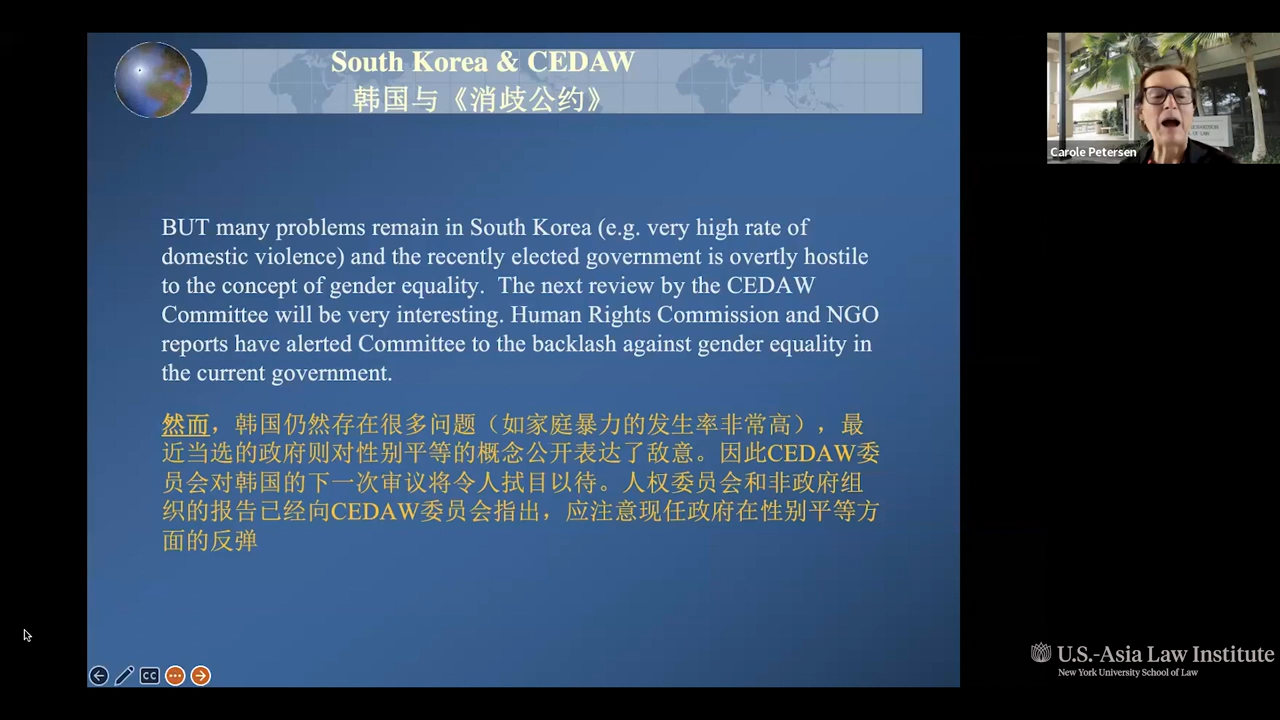 South Korea & CEDAW
韩国与《消歧公约》
BUT many problems remain in South Korea (e.g. very high rate of
domestic violence) and the recently elected government is overtly hostile
to the concept of gender equality.  The next review by the CEDAW
Committee will be very interesting. Human Rights Commission and NGO
reports have alerted Committee to the backlash against gender equality in
the current government.
然而，韩国仍然存在很多问题（如家庭暴力的发生率非常高），最
近当选的政府则对性别平等的概念公开表达了敌意。因此CEDAW委
员会对韩国的下一次审议将令人拭目以待。人权委员会和非政府组
织的报告已经向CEDAW委员会指出，应注意现任政府在性别平等方
面的反弹
CC
Carole Petersen
U.S.-Asia Law Institute
New York University School of Law